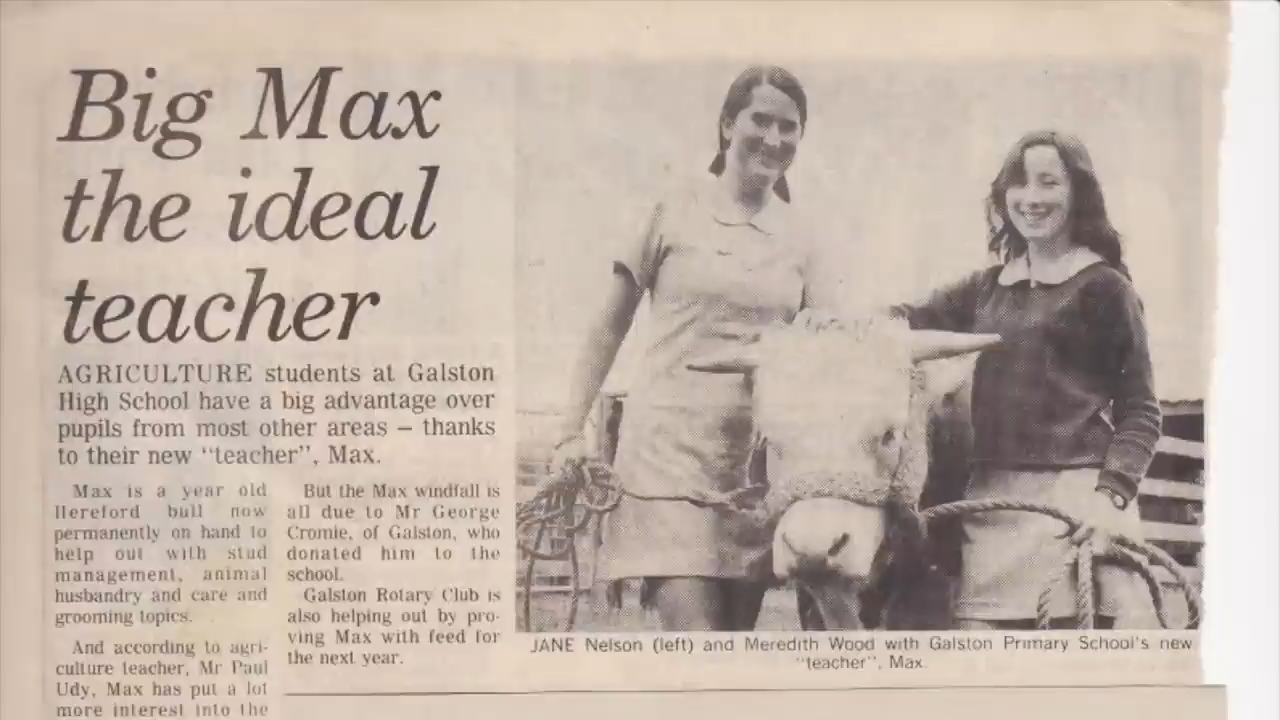 Big Max
the ideal
teacher
AGRICULTURE students at Galston
High School have a big advantage over
pupils from most other areas — thanks
to their new "teacher", Max.
Max is a year old
Hereford bull now
permanently on hand to
help out with stud
management, animal
husbandry and care and
grooming topics.
And according to agri-
culture teacher, Mr Paul
Udy, Max has put a lot
more interest into the
But the Max windfall is
all due to Mr George
Cromie, of Galston, who
donated him to the
school.
Galston Rotary Club is
also helping out by pro-
ving Max with feed for
the next year.
JANE Nelson (left) and Meredith Wood with Galston Primary School's new
"teacher", Max.